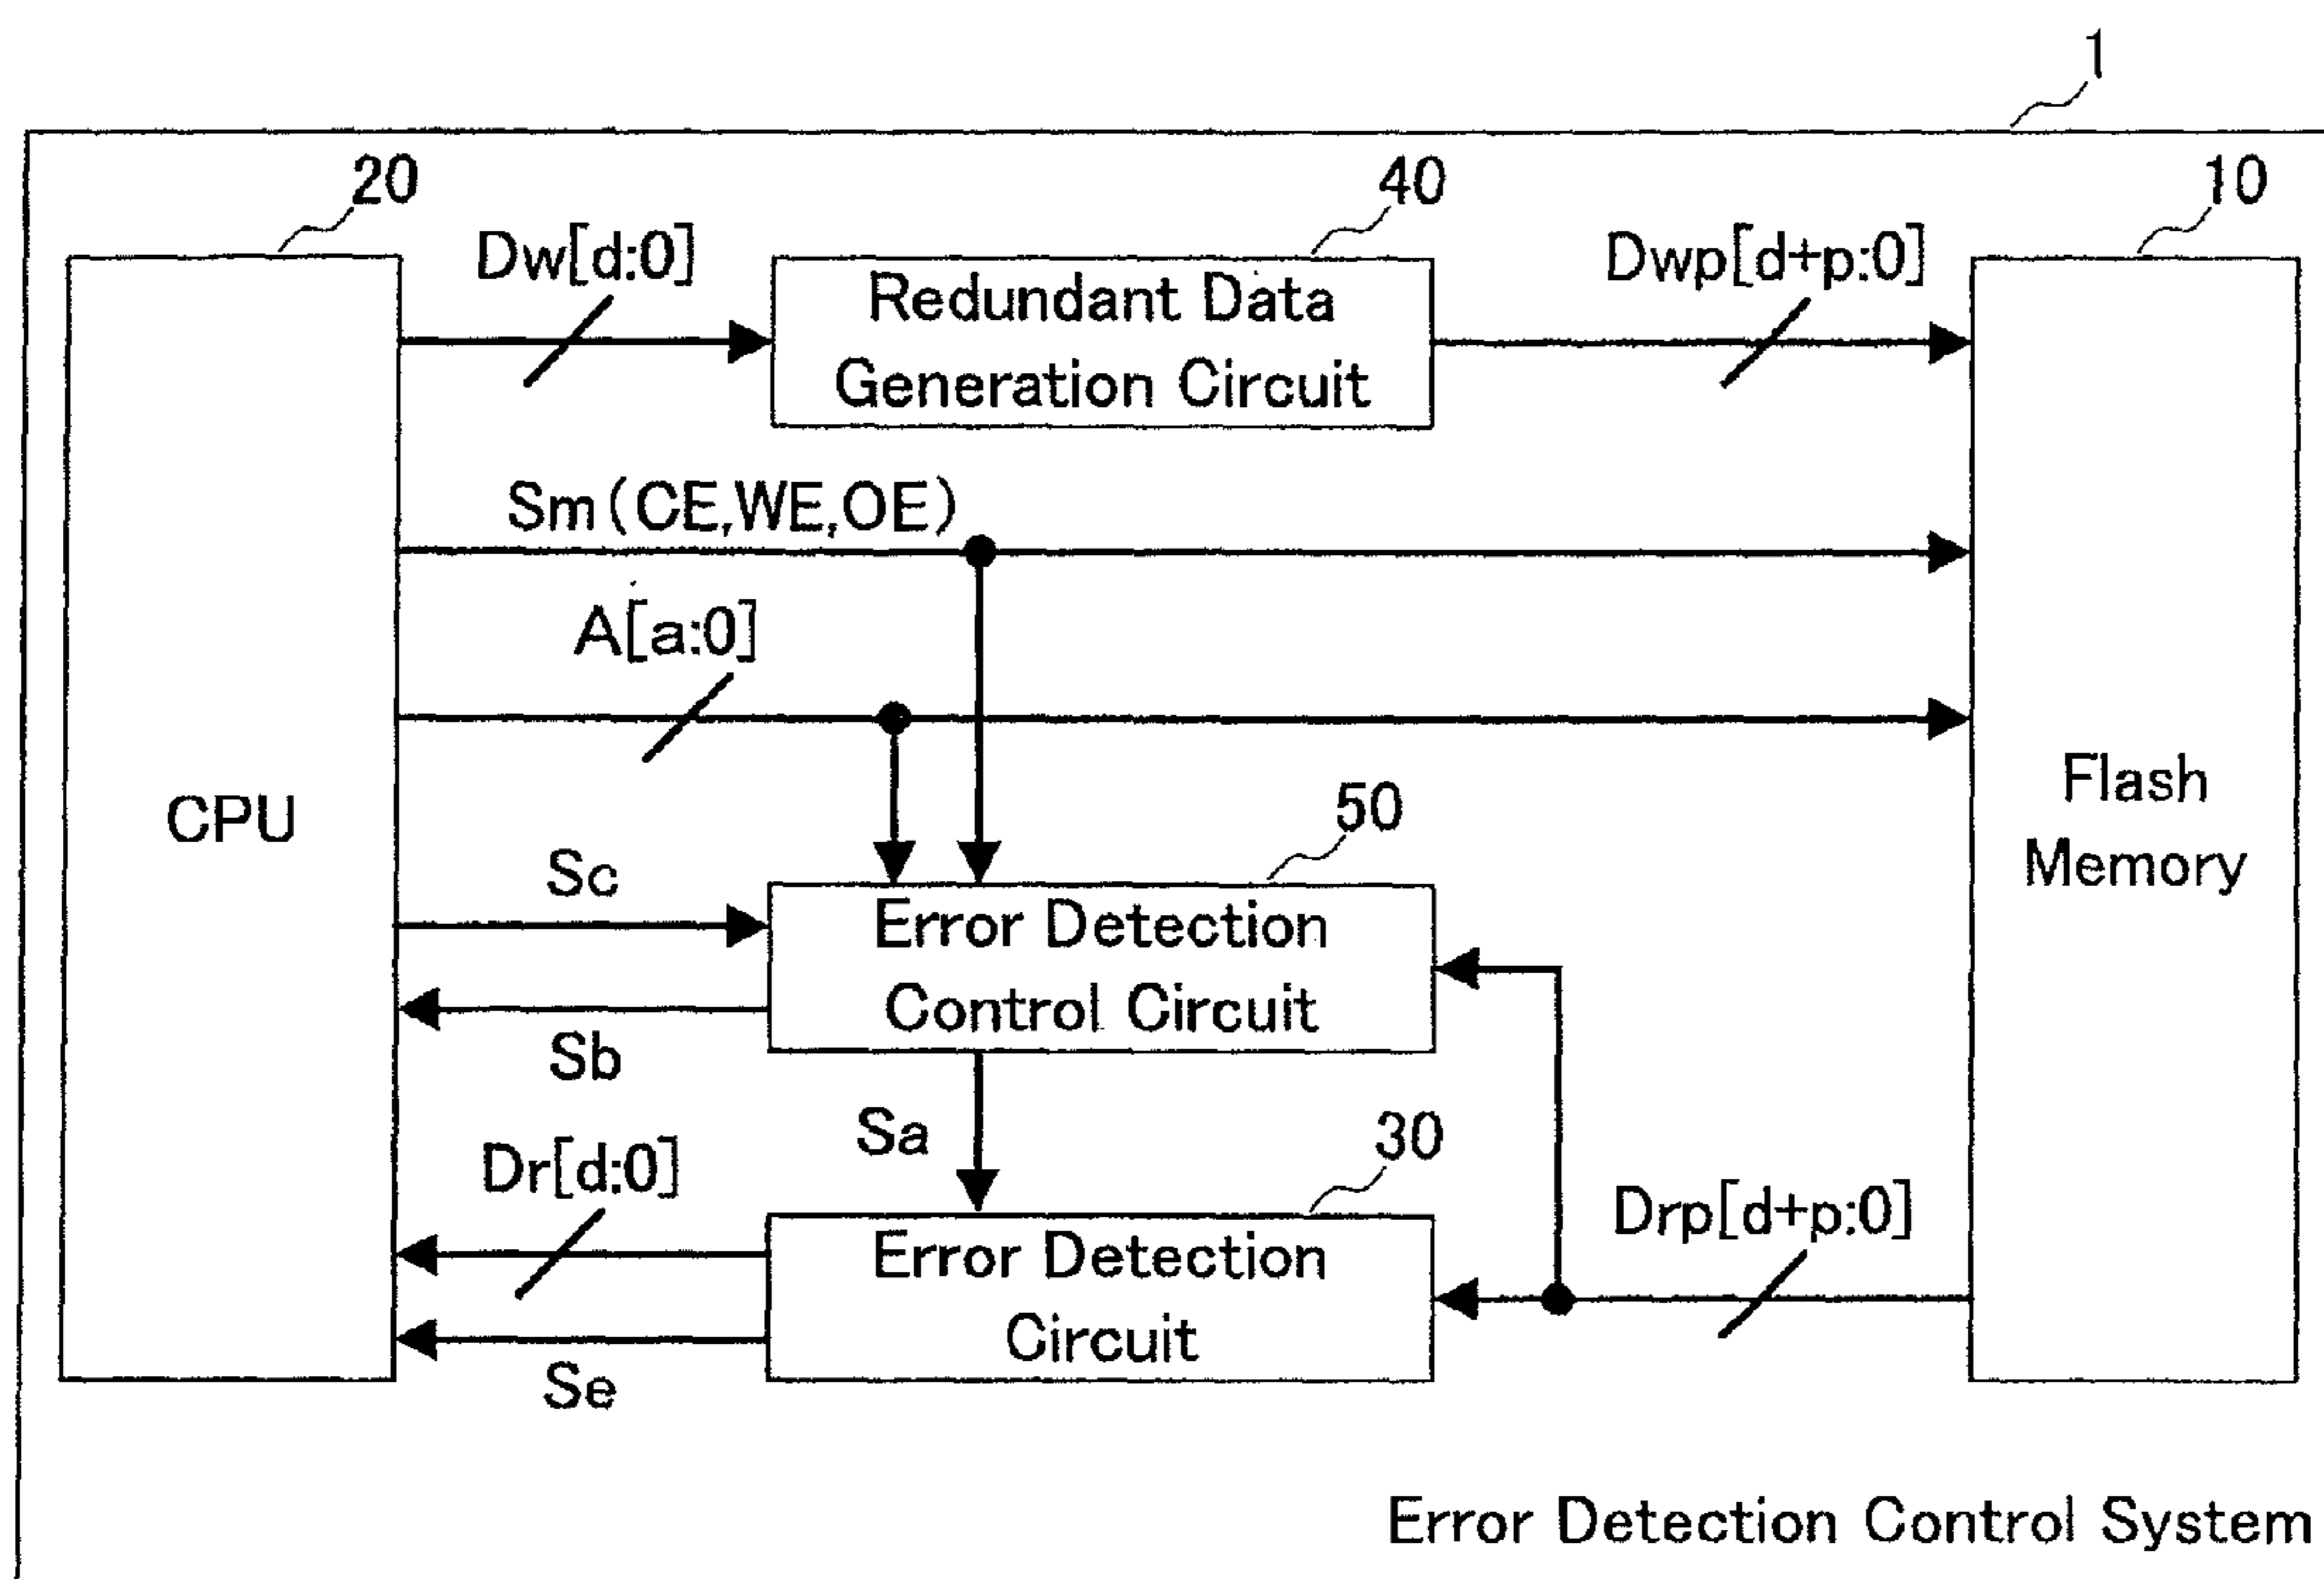 1
20
40
10
Dw[d:0]
Dwp[d+p:0]
Redundant Data
Generation Circuit
Sm(CE,WE,OE)
A[a:0]
CPU
Flash
Memory
50
Sc
Error Detection
Control Circuit
Sb
Sa
30
Dr[d:0]
Drp[d+p:0]
Error Detection
Circuit
Se
Error Detection Control System